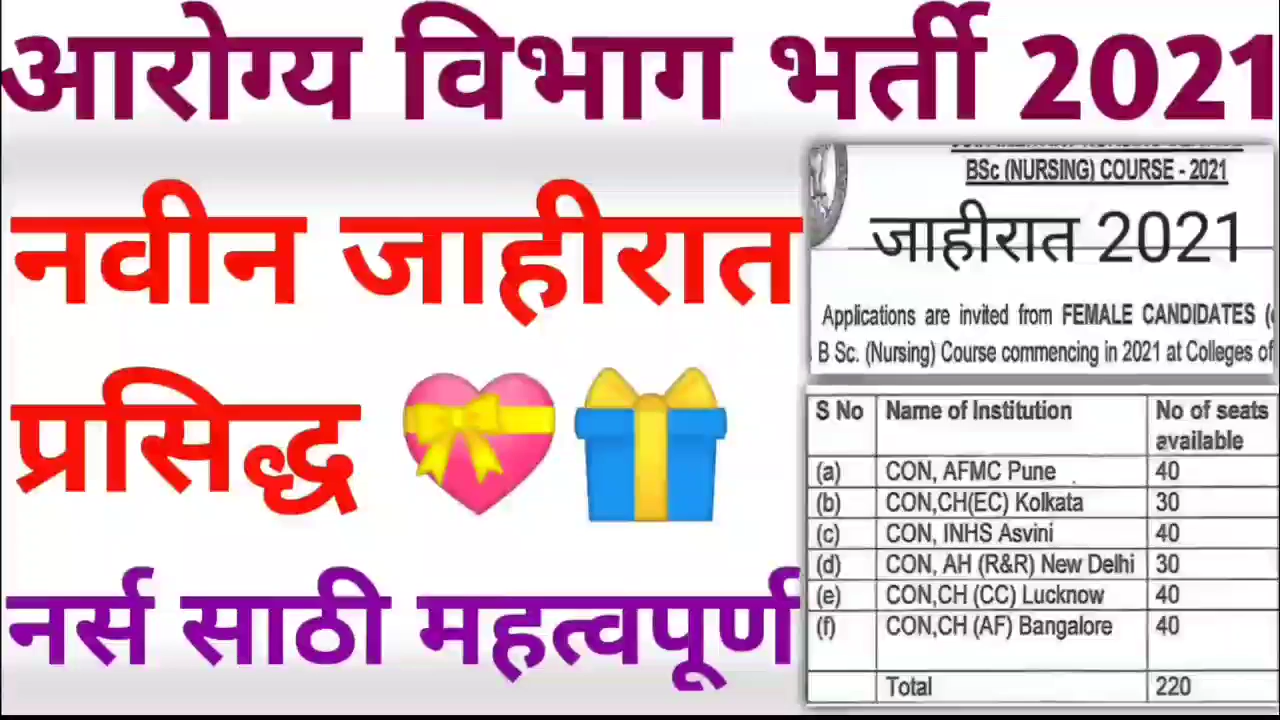 आरोग्य विभाग भर्ती 2021
नवीन जाहीरात
प्रसिद्ध
नर्स साठी महत्वपूर्ण
BSc (NURSING) COURSE - 2021
जाहीरात 2021
Applications are invited from FEMALE CANDIDATES
B Sc. (Nursing) Course commencing in 2021 at Colleges of
S No Name of Institution No of seats available
(a) CON, AFMC Pune 40
(b) CON,CH(EC) Kolkata 30
(c) CON, INHS Asvini 40
(d) CON, AH (R&R) New Delhi 30
(e) CON,CH (CC) Lucknow 40
(f) CON,CH (AF) Bangalore 40
Total 220